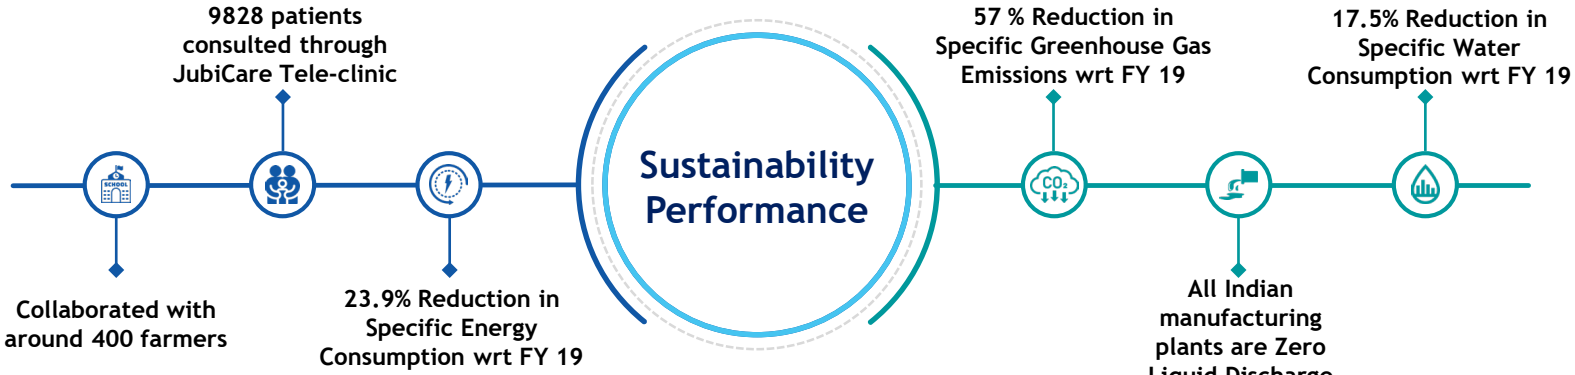 9828 patients
consulted through
JubiCare Tele-clinic
57 % Reduction in
Specific Greenhouse Gas
Emissions wrt FY 19
17.5% Reduction in
Specific Water
Consumption wrt FY 19
SCHOOL
Sustainability
Performance
CO₂
Collaborated with
around 400 farmers
23.9% Reduction in
Specific Energy
Consumption wrt FY 19
All Indian
manufacturing
plants are Zero
Liquid Discharge